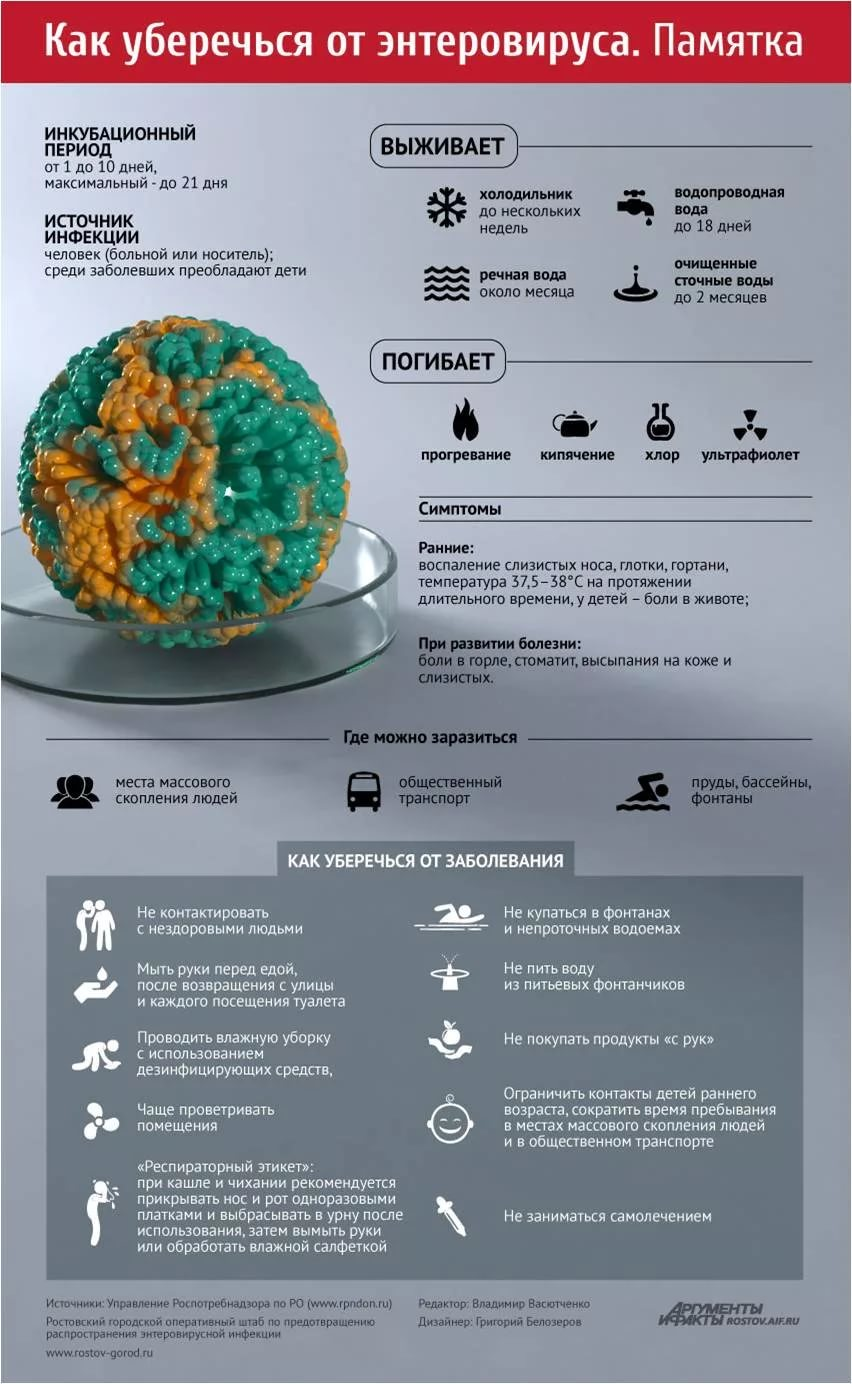 Как уберечься от энтеровируса. Памятка
ИНКУБАЦИОННЫЙ
ПЕРИОД
от 1 до 10 дней,
максимальный - до 21 дня
ИСТОЧНИК
ИНФЕКЦИИ
человек (больной или носитель);
среди заболевших преобладают дети
ВЫЖИВАЕТ
холодильник
до нескольких
недель
водопроводная
вода
до 18 дней
речная вода
около месяца
очищенные
сточные воды
до 2 месяцев
ПОГИБАЕТ
прогревание
кипячение
хлор
ультрафиолет
Симптомы
Ранние:
воспаление слизистых носа, глотки, гортани,
температура 37,5–38°С на протяжении
длительного времени, у детей – боли в животе;
При развитии болезни:
боли в горле, стоматит, высыпания на коже и
слизистых.
Где можно заразиться
места массового
скопления людей
общественный
транспорт
пруды, бассейны,
фонтаны
КАК УБЕРЕЧЬСЯ ОТ ЗАБОЛЕВАНИЯ
Не контактировать
с нездоровыми людьми
Мыть руки перед едой,
после возвращения с улицы
и каждого посещения туалета
Проводить влажную уборку
с использованием
дезинфицирующих средств,
Чаще проветривать
помещения
«Респираторный этикет»:
при кашле и чихании рекомендуется
прикрывать нос и рот одноразовыми
платками и выбрасывать в урну после
использования, затем вымыть руки
или обработать влажной салфеткой
Не купаться в фонтанах
и непроточных водоемах
Не пить воду
из питьевых фонтанчиков
Не покупать продукты «с рук»
Ограничить контакты детей раннего
возраста, сократить время пребывания
в местах массового скопления людей
и в общественном транспорте
Не заниматься самолечением
Источники: Управление Роспотребнадзора по РО (www.rpndon.ru)
Ростовский городской оперативный штаб по предотвращению
распространения энтеровирусной инфекции
www.rostov-gorod.ru
Редактор: Владимир Васютченко
Дизайнер: Григорий Белозеров
АРГУМЕНТЫ
И ФАКТЫ ROSTOV.AIF.RU